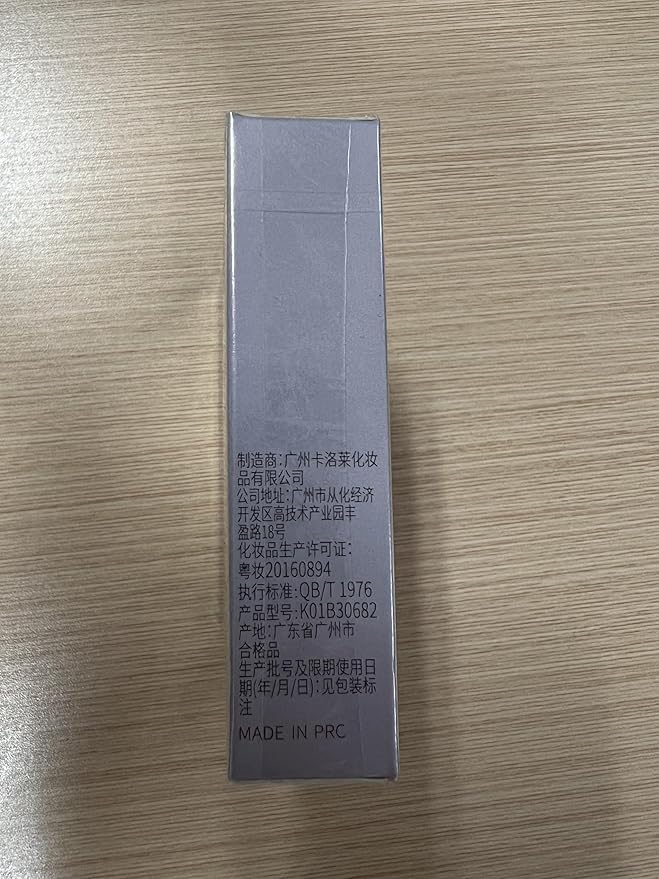 制造商:广州卡洛莱化妆
品有限公司
公司地址:广州市从化经济
开发区高技术产业园丰
盈路18号
化妆品生产许可证:
粤妆20160894
执行标准:QB/T 1976
产品型号:K01B30682
产地:广东省广州市
合格品
生产批号及限期使用日
期(年/月/日):见包装标
注
MADE IN PRC